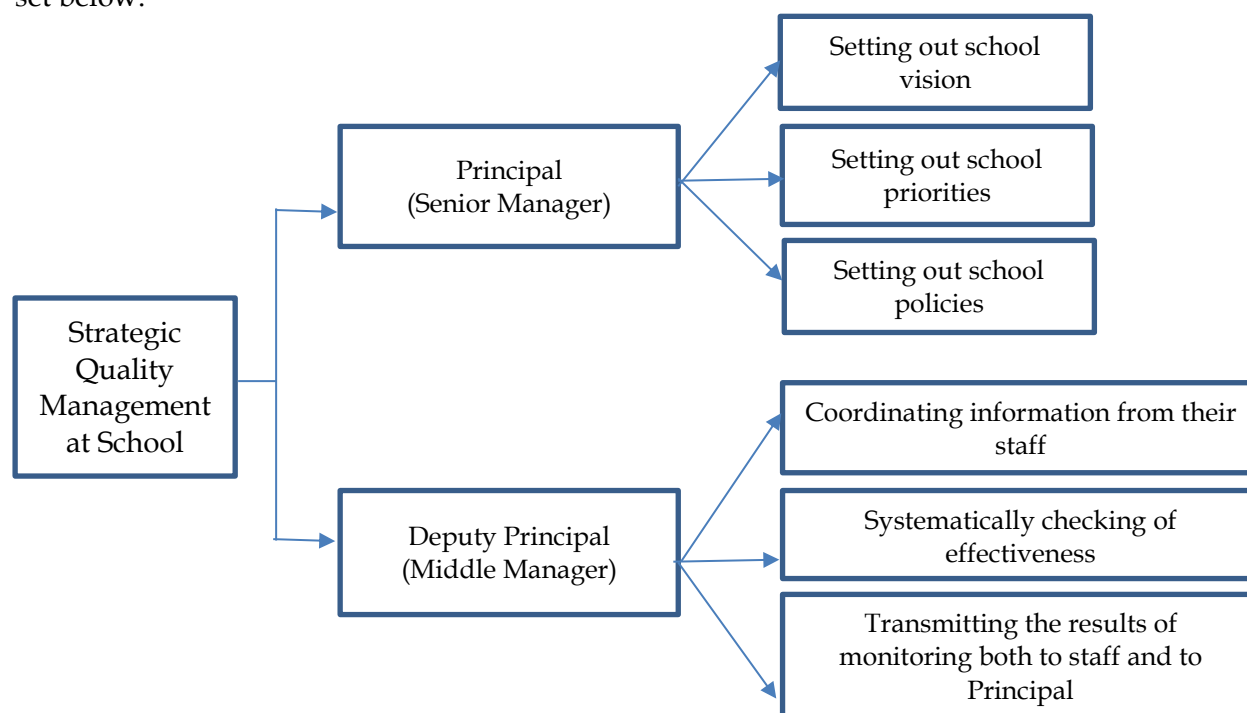 set below:
Setting out school
vision
Principal
(Senior Manager)
Setting out school
priorities
Setting out school
policies
Strategic
Quality
Management
at School
Coordinating information from their
staff
Deputy Principal
(Middle Manager)
Systematically checking of
effectiveness
Transmitting the results of
monitoring both to staff and to
Principal